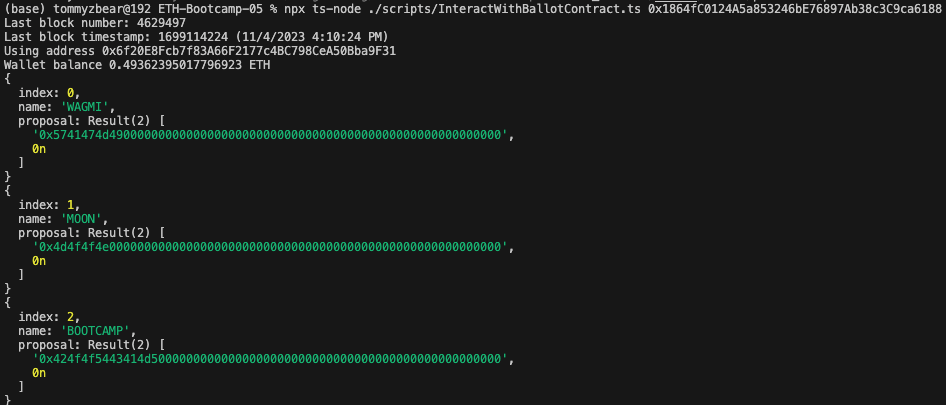 (base) tommyzbear@192 ETH-Bootcamp-05 % npx ts-node ./scripts/InteractWithBallotContract.ts 0x1864fC0124A5a853246bE76897Ab38c3C9ca6188
Last block number: 4629497
Last block timestamp: 1699114224 (11/4/2023 4:10:24 PM)
Using address 0x6f20E8Fcb7f83A66F2177c4BC798CeA50Bba9F31
Wallet balance 0.49362395017796923 ETH
{
  index: 0,
  name: 'WAGMI',
  proposal: Result(2) [
    '0x5741474d49000000000000000000000000000000000000000000000000000000',
    0n
  ]
}
{
  index: 1,
  name: 'MOON',
  proposal: Result(2) [
    '0x4d4f4f4e00000000000000000000000000000000000000000000000000000000',
    0n
  ]
}
{
  index: 2,
  name: 'BOOTCAMP',
  proposal: Result(2) [
    '0x424f4f5443414d50000000000000000000000000000000000000000000000000',
    0n
  ]
}